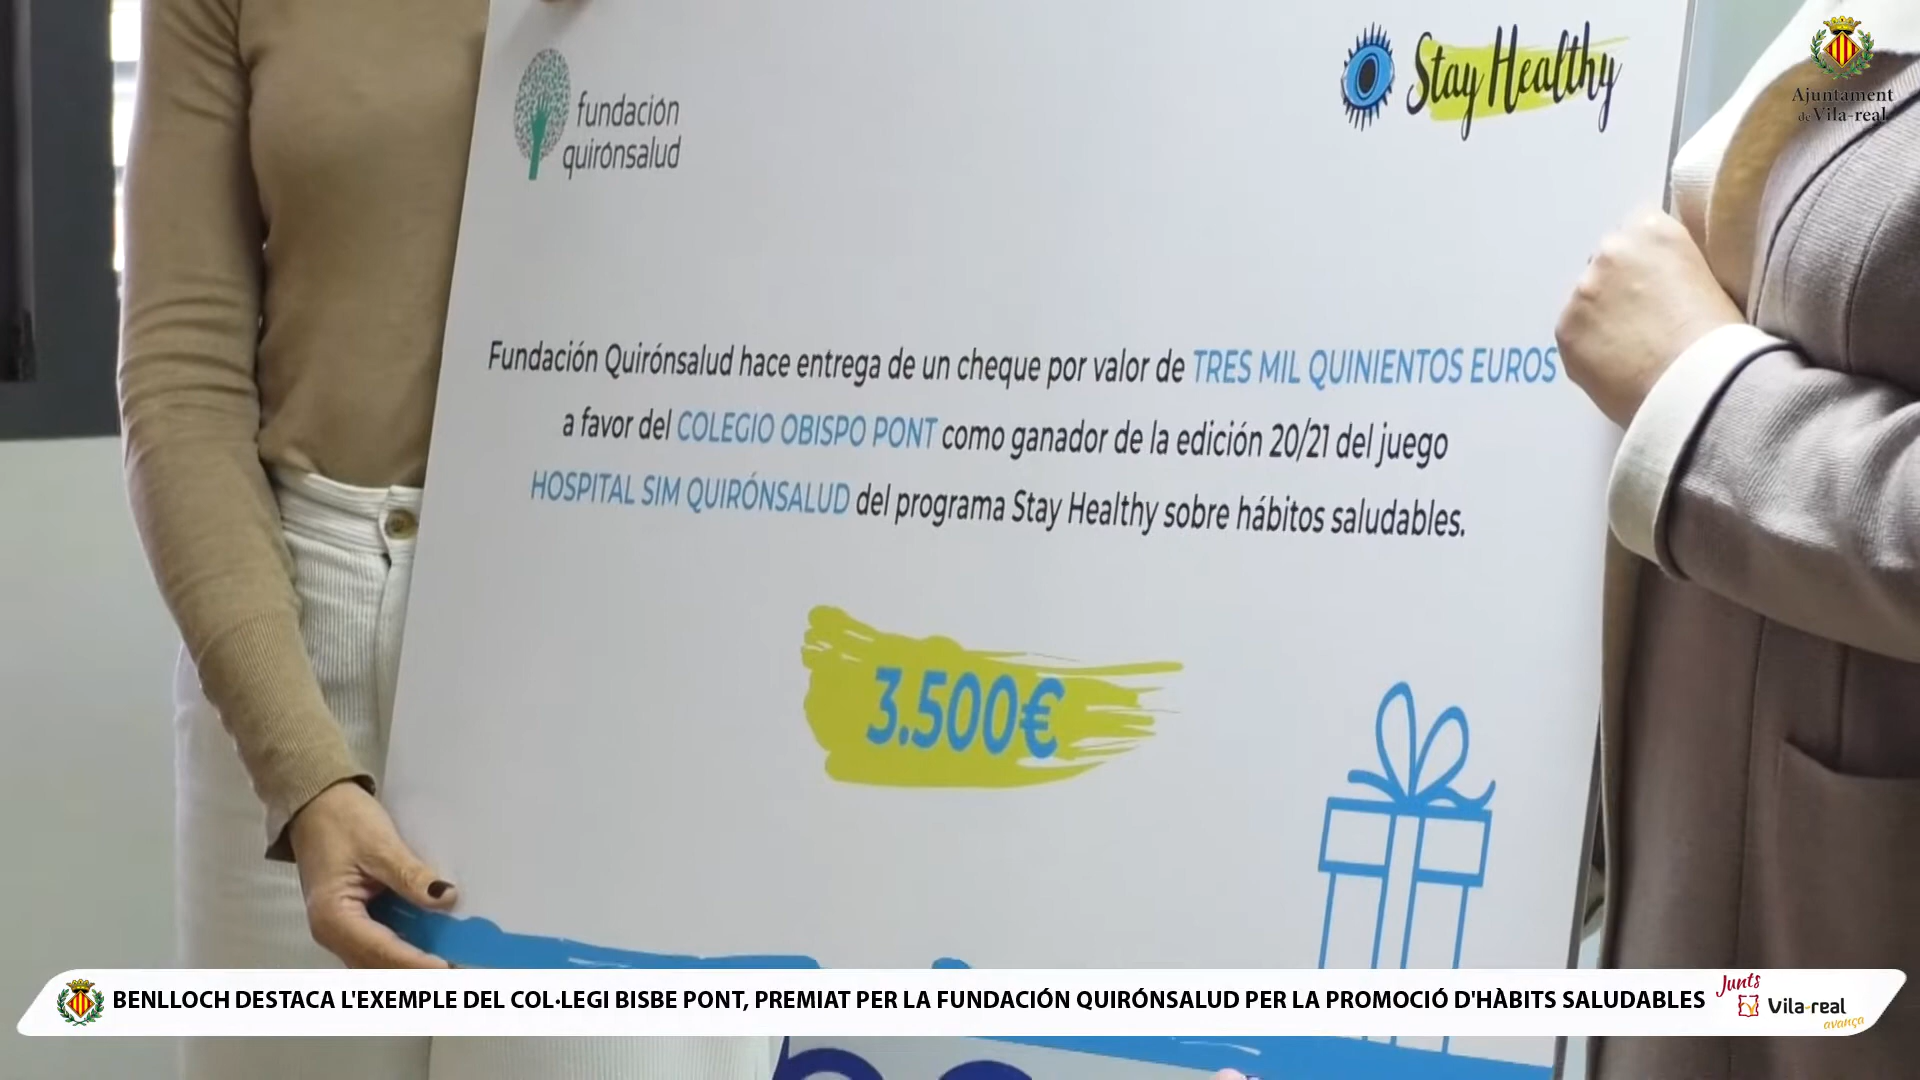 fundación
quirónsalud
Stay Healthy
Ajuntament
de Vila-real
Fundación Quirónsalud hace entrega de un cheque por valor de TRES MIL QUINIENTOS EUROS
a favor del COLEGIO OBISPO PONT como ganador de la edición 20/21 del juego
HOSPITAL SIM QUIRÓNSALUD del programa Stay Healthy sobre hábitos saludables.
3.500€
BENLLOCH DESTACA L'EXEMPLE DEL COL·LEGI BISBE PONT, PREMIAT PER LA FUNDACIÓN QUIRÓNSALUD PER LA PROMOCIÓ D'HÀBITS SALUDABLES
Junts
Vila-real
avança